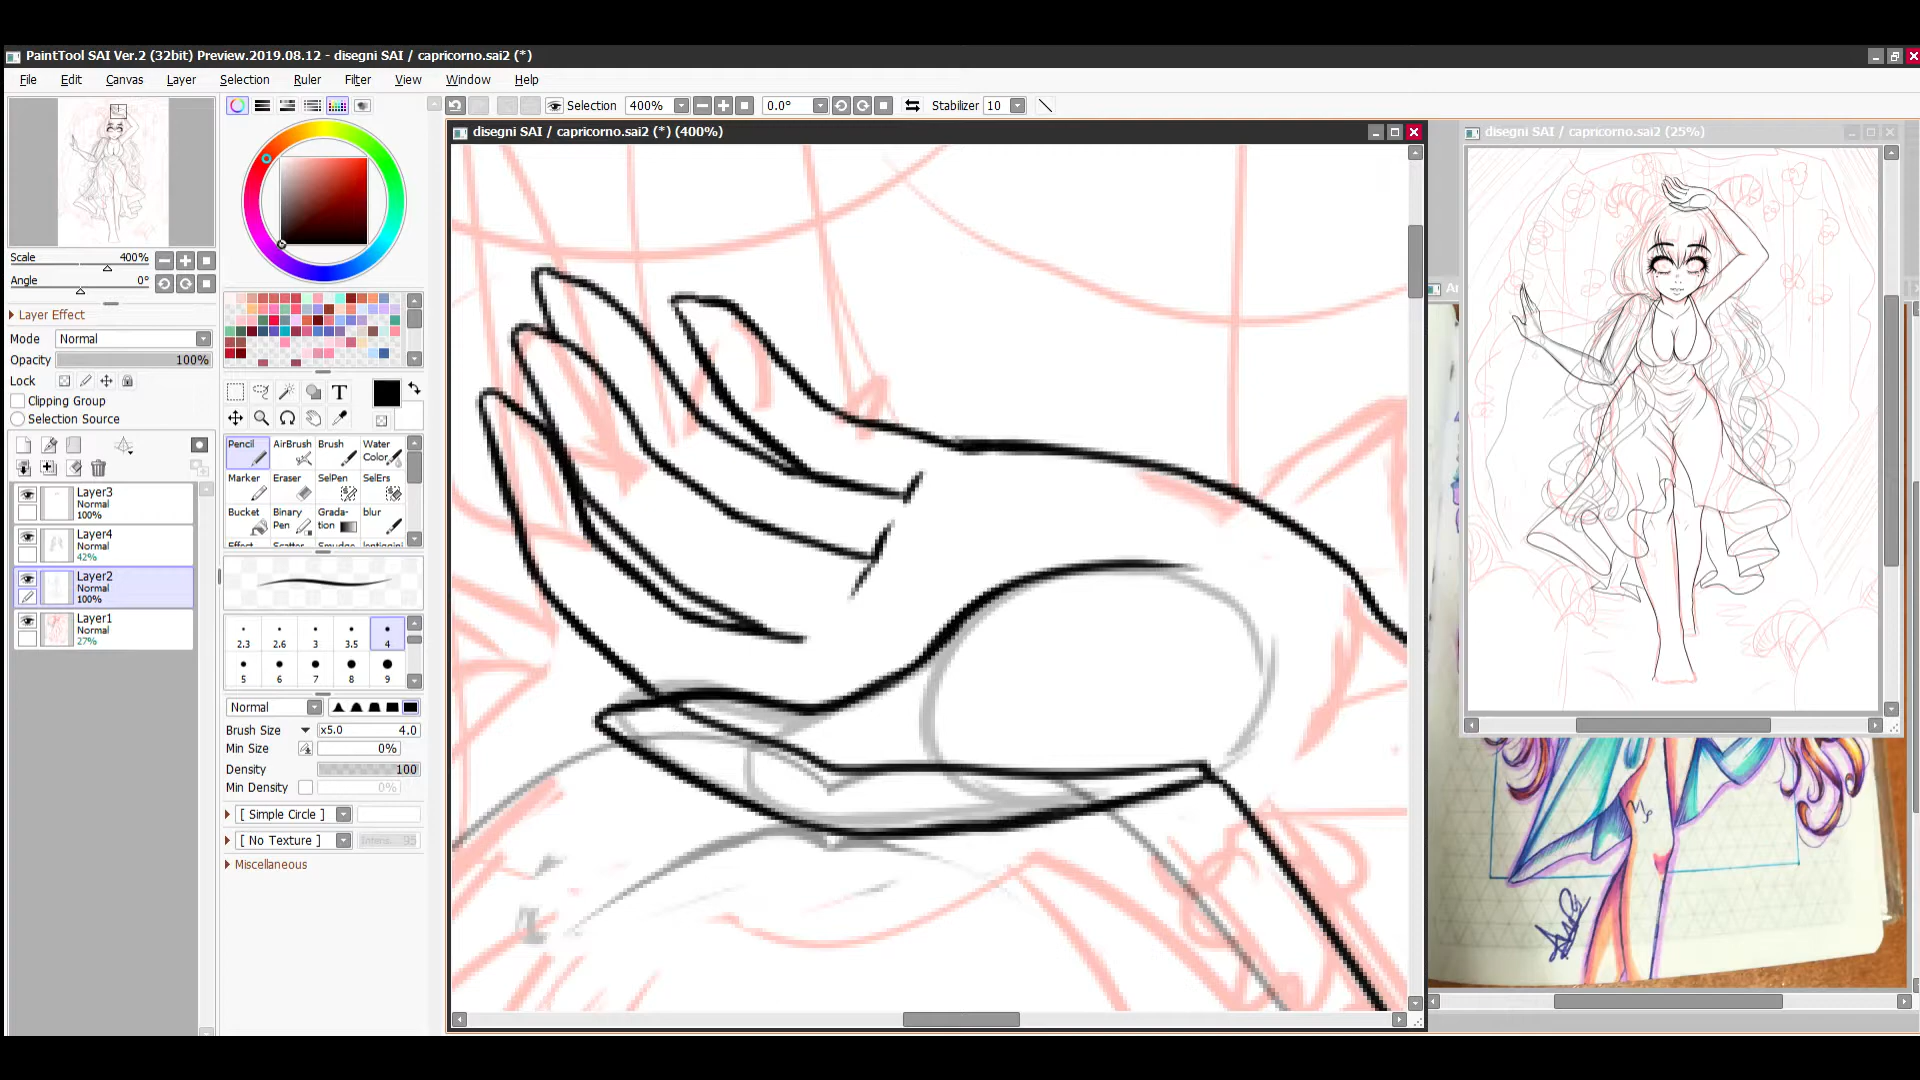 PaintTool SAI Ver.2 (32bit) Preview.2019.08.12 - disegni SAI / capricorno.sai2 (*)
File Edit Canvas Layer Selection Ruler Filter View Window Help
Selection 400% 0.0° Stabilizer 10
disegni SAI / capricorno.sai2 (*) (400%)
disegni SAI / capricorno.sai2 (25%)
Scale 400%
Angle 0°
Layer Effect
Mode Normal
Opacity 100%
Lock
Clipping Group
Selection Source
Layer3
Normal
100%
Layer4
Normal
42%
Layer2
Normal
100%
Layer1
Normal
27%
T
Pencil AirBrush Brush Water Color
Marker Eraser SelPen SelErs
Bucket Binary Pen Grada-tion blur
2.3 2.6 3 3.5 4
5 6 7 8 9
Normal
Brush Size x5.0 4.0
Min Size 0%
Density 100
Min Density 0%
[ Simple Circle ]
[ No Texture ] Intens. 95
Miscellaneous